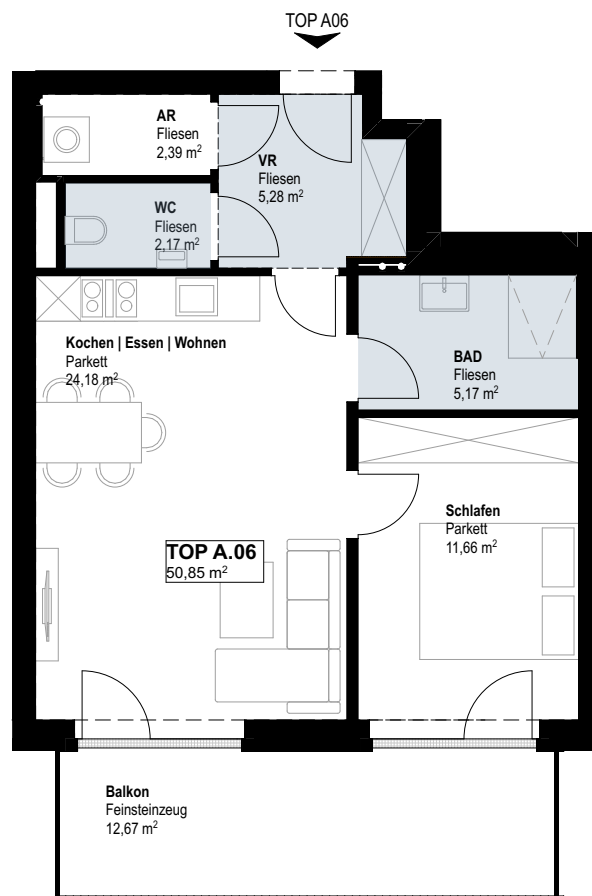 TOP A06
AR
Fliesen
2,39 m²
VR
Fliesen
5,28 m²
WC
Fliesen
2,17 m²
Kochen | Essen | Wohnen
Parkett
24,18 m²
BAD
Fliesen
5,17 m²
Schlafen
Parkett
11,66 m²
TOP A.06
50,85 m²
Balkon
Feinsteinzeug
12,67 m²